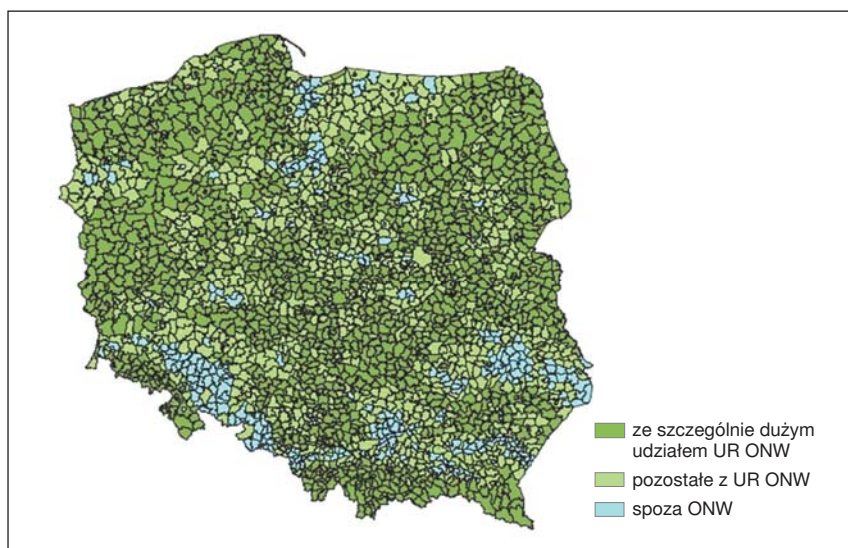 ze szczególnie dużym
udziałem UR ONW
pozostałe z UR ONW
spoza ONW